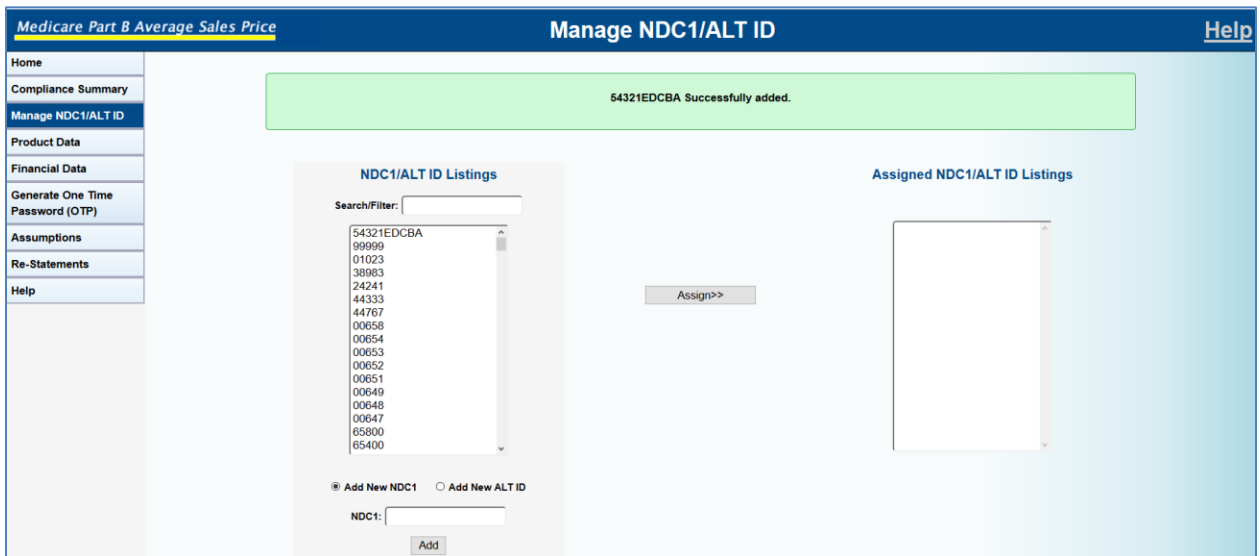 Medicare Part B Average Sales Price
Manage NDC1/ALT ID
Help
Home
Compliance Summary
Manage NDC1/ALT ID
Product Data
Financial Data
Generate One Time
Password (OTP)
Assumptions
Re-Statements
Help
54321EDCBA Successfully added.
NDC1/ALT ID Listings
Search/Filter:
54321EDCBA
99999
01023
38983
24241
44333
44767
00658
00654
00653
00652
00651
00649
00648
00647
65800
65400
Add New NDC1 Add New ALT ID
NDC1:
Add
Assign>>
Assigned NDC1/ALT ID Listings